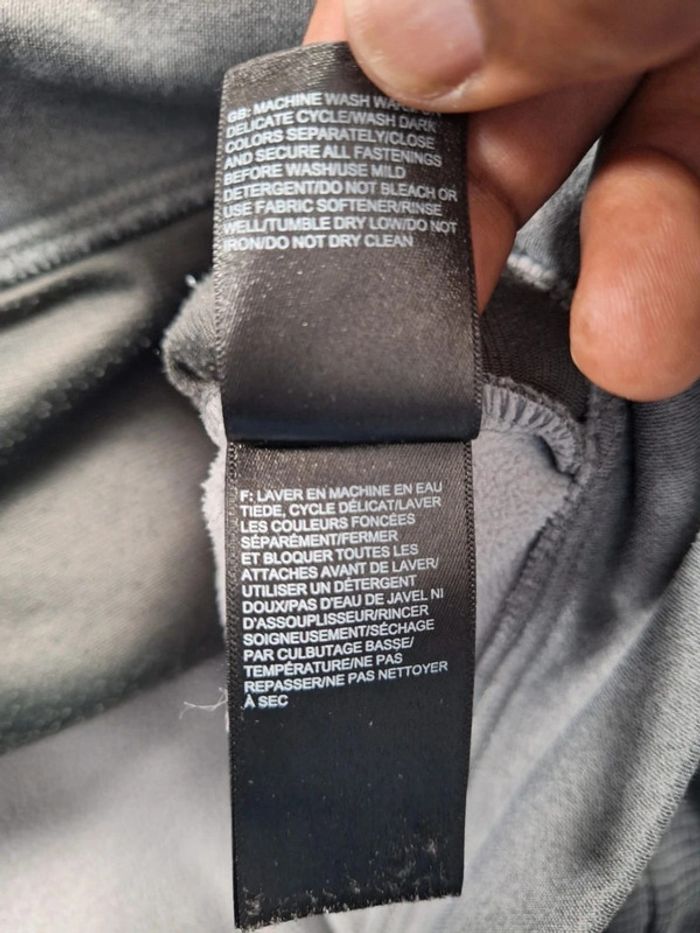 GB: MACHINE WASH
DELICATE CYCLE/WASH DARK
COLORS SEPARATELY/CLOSE
AND SECURE ALL FASTENINGS
BEFORE WASH/USE MILD
DETERGENT/DO NOT BLEACH OR
USE FABRIC SOFTENER/RINSE
WELL/TUMBLE DRY LOW/DO NOT
IRON/DO NOT DRY CLEAN
F: LAVER EN MACHINE EN EAU
TIEDE, CYCLE DÉLICAT/LAVER
LES COULEURS FONCÉES
SÉPARÉMENT/FERMER
ET BLOQUER TOUTES LES
ATTACHES AVANT DE LAVER/
UTILISER UN DÉTERGENT
DOUX/PAS D'EAU DE JAVEL NI
D'ASSOUPLISSEUR/RINCER
SOIGNEUSEMENT/SÉCHAGE
PAR CULBUTAGE BASSE/
TEMPÉRATURE/NE PAS
REPASSER/NE PAS NETTOYER
À SEC